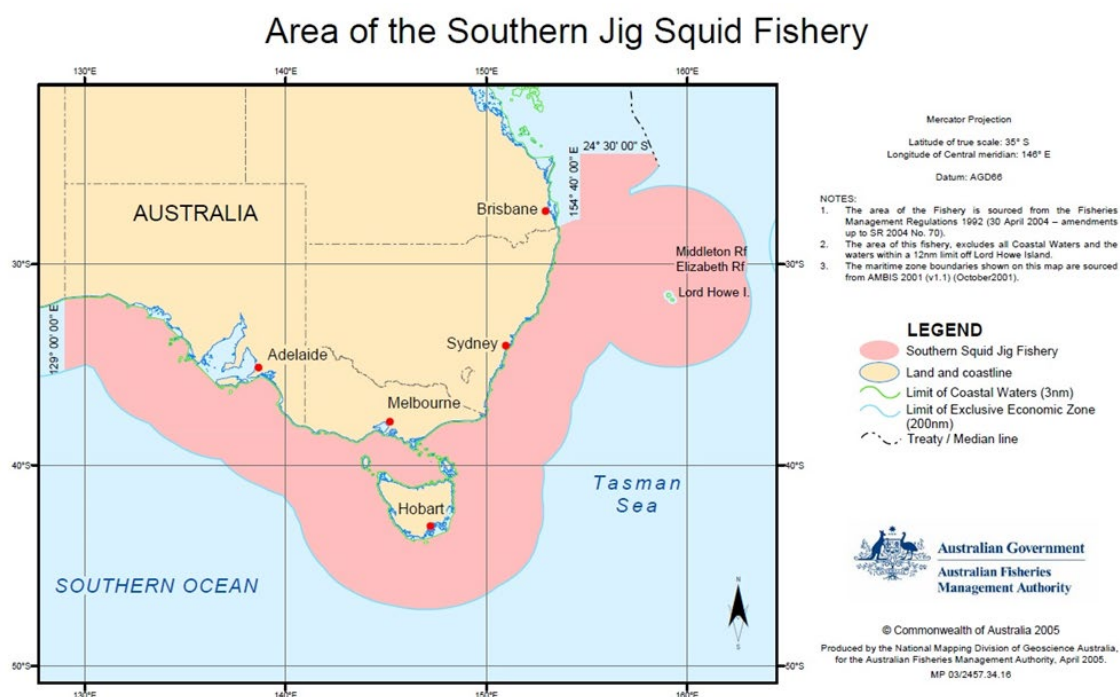 Area of the Southern Jig Squid Fishery
130°E 140°E 150°E 160°E
24° 30' 00" S
154° 40' 00" E
Brisbane
AUSTRALIA
Middleton Rf
Elizabeth Rf
30°S 30°S
Lord Howe I.
129° 00' 00" E
Sydney
Adelaide
Melbourne
40°S 40°S
Tasman
Sea
Hobart
SOUTHERN OCEAN
N
S
50°S 50°S
130°E 140°E 150°E 160°E
Mercator Projection
Latitude of true scale: 35° S
Longitude of Central meridian: 146° E
Datum: AGD66
NOTES:
1. The area of the Fishery is sourced from the Fisheries
Management Regulations 1992 (30 April 2004 – amendments
up to SR 2004 No. 70).
2. The area of this fishery, excludes all Coastal Waters and the
waters within a 12nm limit off Lord Howe Island.
3. The maritime zone boundaries shown on this map are sourced
from AMBIS 2001 (v1.1) (October2001).
LEGEND
Southern Squid Jig Fishery
Land and coastline
Limit of Coastal Waters (3nm)
Limit of Exclusive Economic Zone
(200nm)
Treaty / Median line
Australian Government
Australian Fisheries
Management Authority
© Commonwealth of Australia 2005
Produced by the National Mapping Division of Geoscience Australia,
for the Australian Fisheries Management Authority, April 2005.
MP 03/2457.34.16